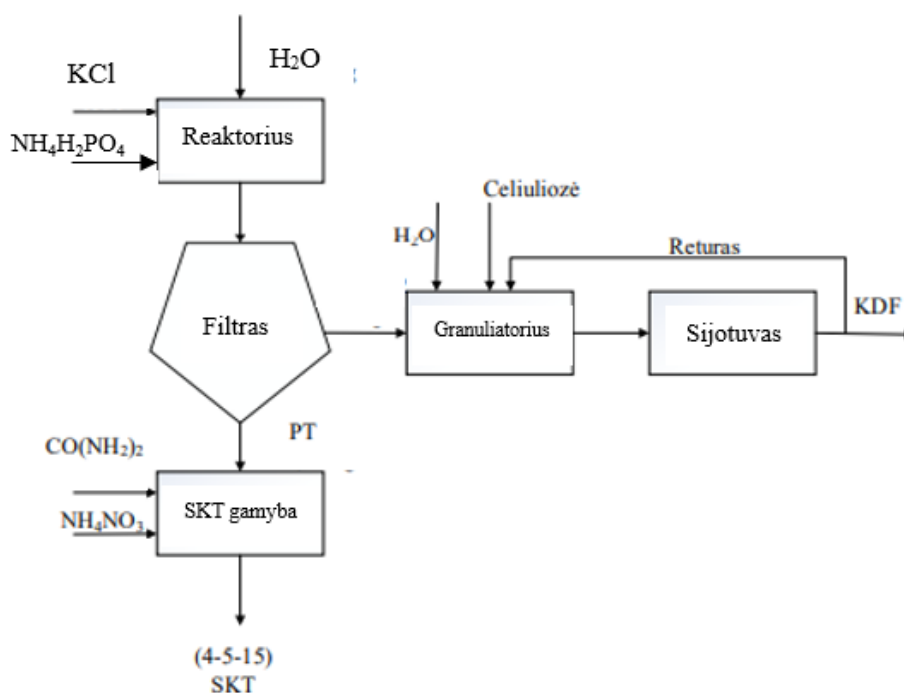 H₂O
KCl
Reaktorius
NH₄H₂PO₄
Celiuliozė
H₂O
Returas
KDF
Filtras
Granuliatorius
Sijotuvas
PT
CO(NH₂)₂
SKT gamyba
NH₄NO₃
(4-5-15)
SKT